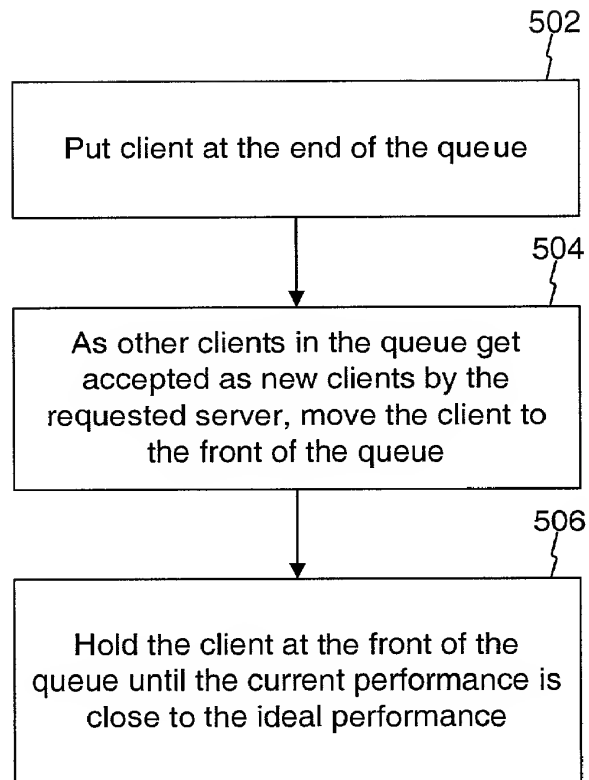 502
Put client at the end of the queue
504
As other clients in the queue get
accepted as new clients by the
requested server, move the client to
the front of the queue
506
Hold the client at the front of the
queue until the current performance is
close to the ideal performance